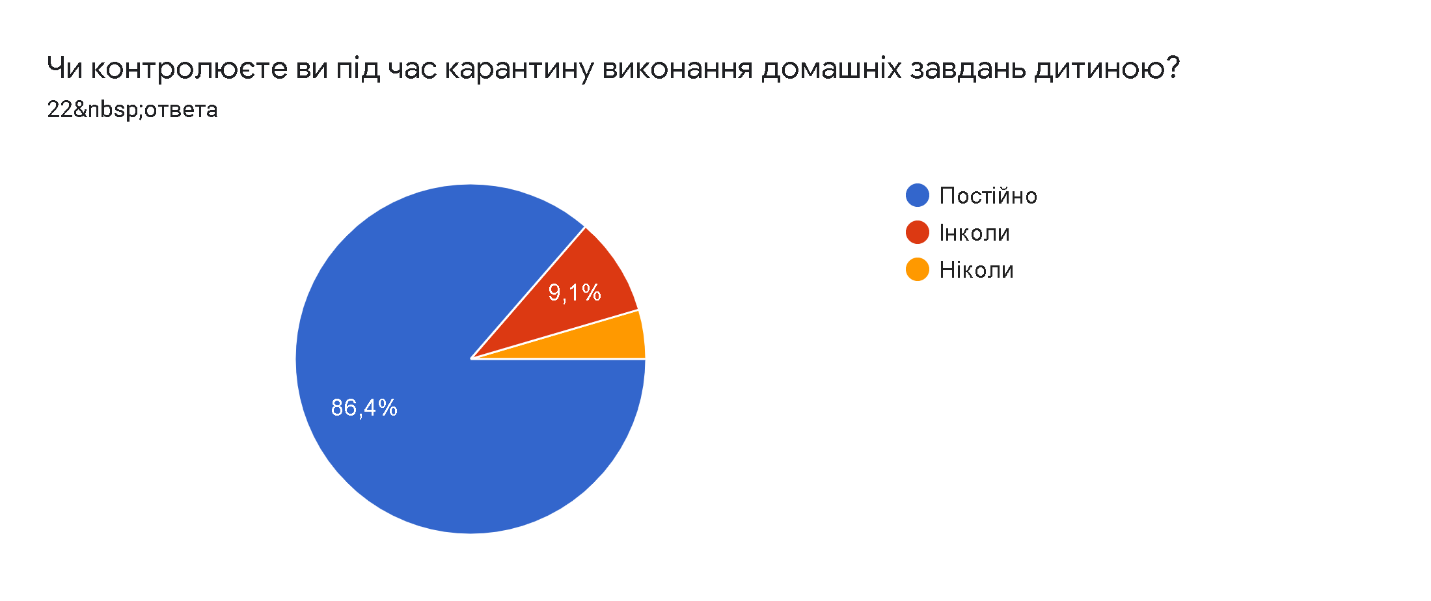 Чи контролюєте ви під час карантину виконання домашніх завдань дитиною?
22&nbsp;ответа
Постійно
Інколи
Ніколи
9,1%
86,4%